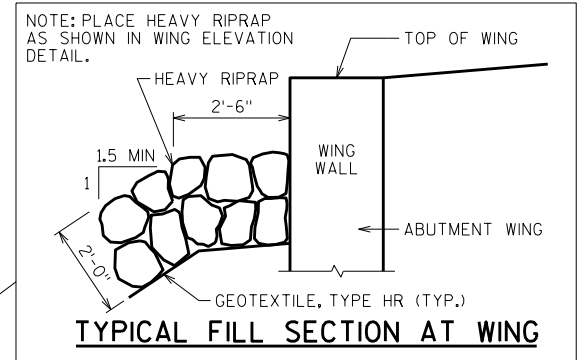 NOTE: PLACE HEAVY RIPRAP
AS SHOWN IN WING ELEVATION
DETAIL.
TOP OF WING
HEAVY RIPRAP
2'-6"
1.5 MIN
1
WING
WALL
ABUTMENT WING
2'-0"
GEOTEXTILE, TYPE HR (TYP.)
TYPICAL FILL SECTION AT WING